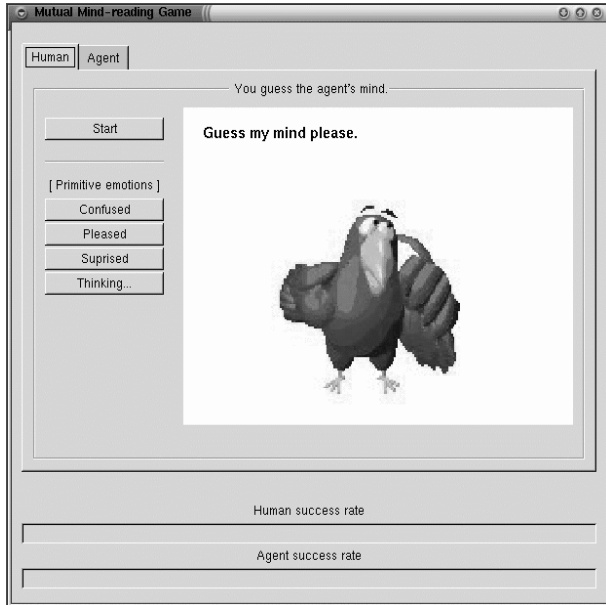 Mutual Mind-reading Game
Human Agent
You guess the agent's mind.
Start
Guess my mind please.
[ Primitive emotions ]
Confused
Pleased
Suprised
Thinking...
Human success rate
Agent success rate